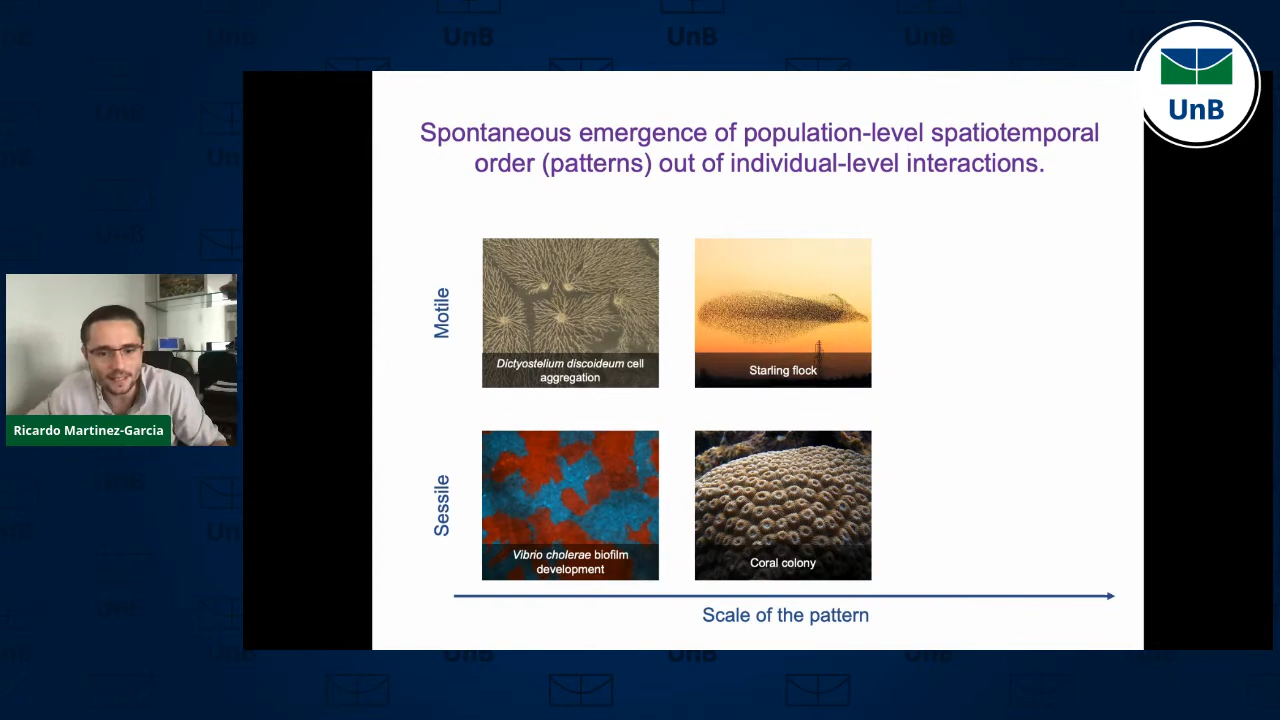 UnB
Spontaneous emergence of population-level spatiotemporal
order (patterns) out of individual-level interactions.
Motile
Dictyostelium discoideum cell
aggregation
Starling flock
Ricardo Martinez-Garcia
Sessile
Vibrio cholerae biofilm
development
Coral colony
Scale of the pattern